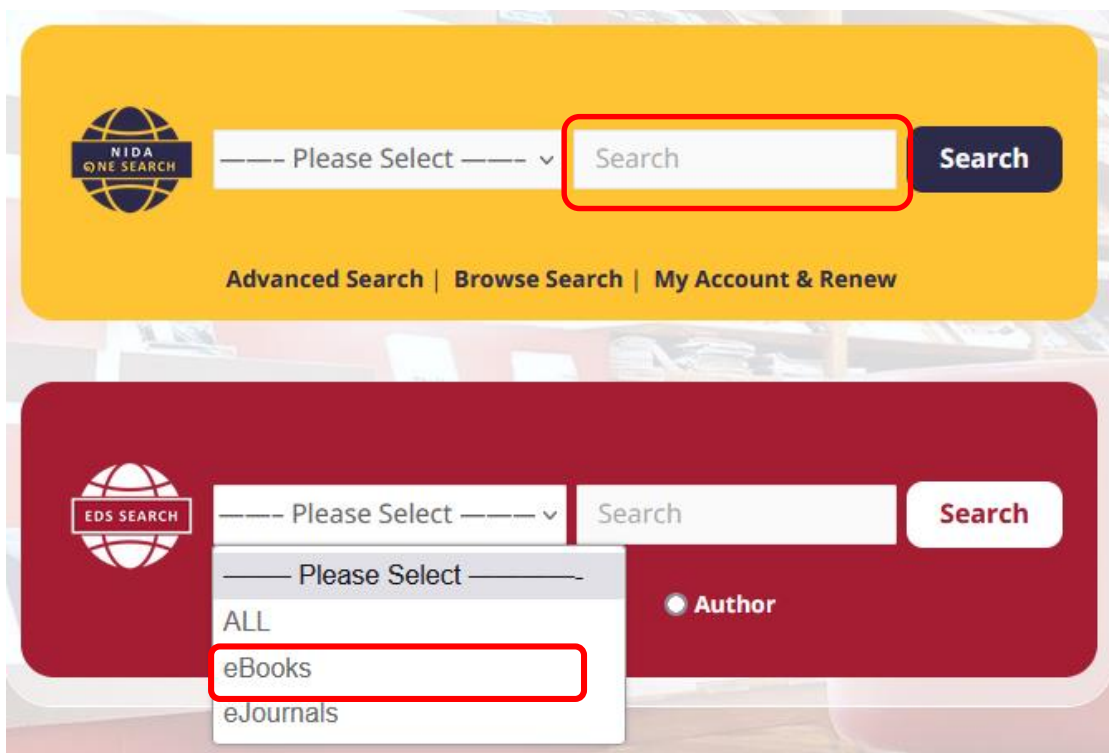 NIDA
ONE SEARCH
——– Please Select ——–
Search
Search
Advanced Search | Browse Search | My Account & Renew
EDS SEARCH
——– Please Select ———
Search
Search
—— Please Select ———-
ALL
Author
eBooks
eJournals